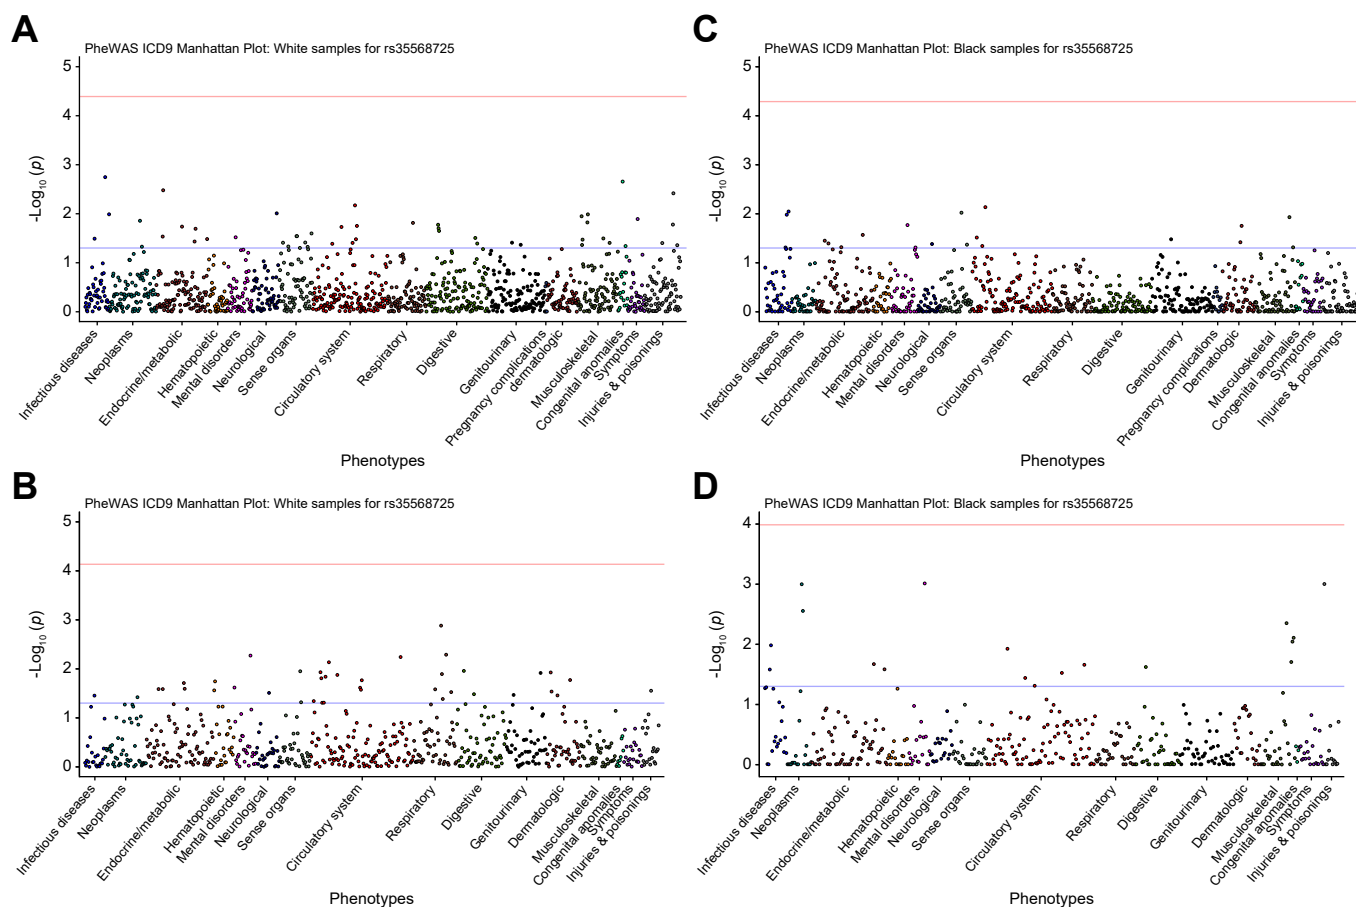 A
PheWAS ICD9 Manhattan Plot: White samples for rs35568725
5
4
3
2
1
0
-Log10 (p)
Infectious diseases
Neoplasms
Endocrine/metabolic
Hematopoietic
Mental disorders
Neurological
Sense organs
Circulatory system
Respiratory
Digestive
Genitourinary
Pregnancy complications
dermatologic
Musculoskeletal
Congenital anomalies
Symptoms
Injuries & poisonings
Phenotypes
C
PheWAS ICD9 Manhattan Plot: Black samples for rs35568725
5
4
3
2
1
0
-Log10 (p)
Infectious diseases
Neoplasms
Endocrine/metabolic
Hematopoietic
Mental disorders
Neurological
Sense organs
Circulatory system
Respiratory
Digestive
Genitourinary
Pregnancy complications
Dermatologic
Musculoskeletal
Congenital anomalies
Symptoms
Injuries & poisonings
Phenotypes
B
PheWAS ICD9 Manhattan Plot: White samples for rs35568725
5
4
3
2
1
0
-Log10 (p)
Infectious diseases
Neoplasms
Endocrine/metabolic
Hematopoietic
Mental disorders
Neurological
Sense organs
Circulatory system
Respiratory
Digestive
Genitourinary
Dermatologic
Musculoskeletal
Congenital anomalies
Symptoms
Injuries & poisonings
Phenotypes
D
PheWAS ICD9 Manhattan Plot: Black samples for rs35568725
4
3
2
1
0
-Log10 (p)
Infectious diseases
Neoplasms
Endocrine/metabolic
Hematopoietic
Mental disorders
Neurological
Sense organs
Circulatory system
Respiratory
Digestive
Genitourinary
Dermatologic
Musculoskeletal
Congenital anomalies
Symptoms
Injuries & poisonings
Phenotypes